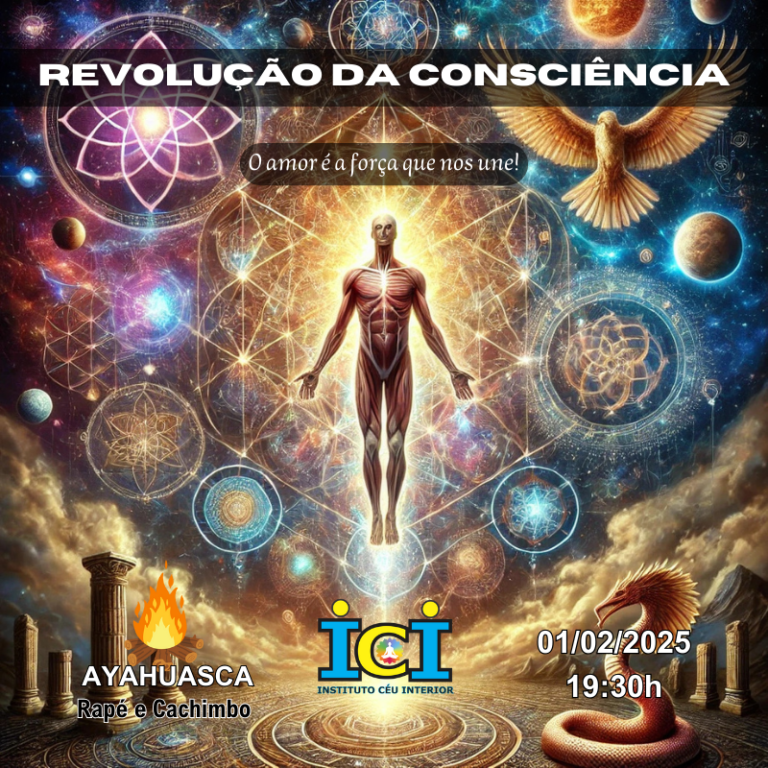 REVOLUÇÃO DA CONSCIÊNCIA
O amor é a força que nos une!
AYAHUASCA
Rapé e Cachimbo
ICI
INSTITUTO CÉU INTERIOR
01/02/2025
19:30h